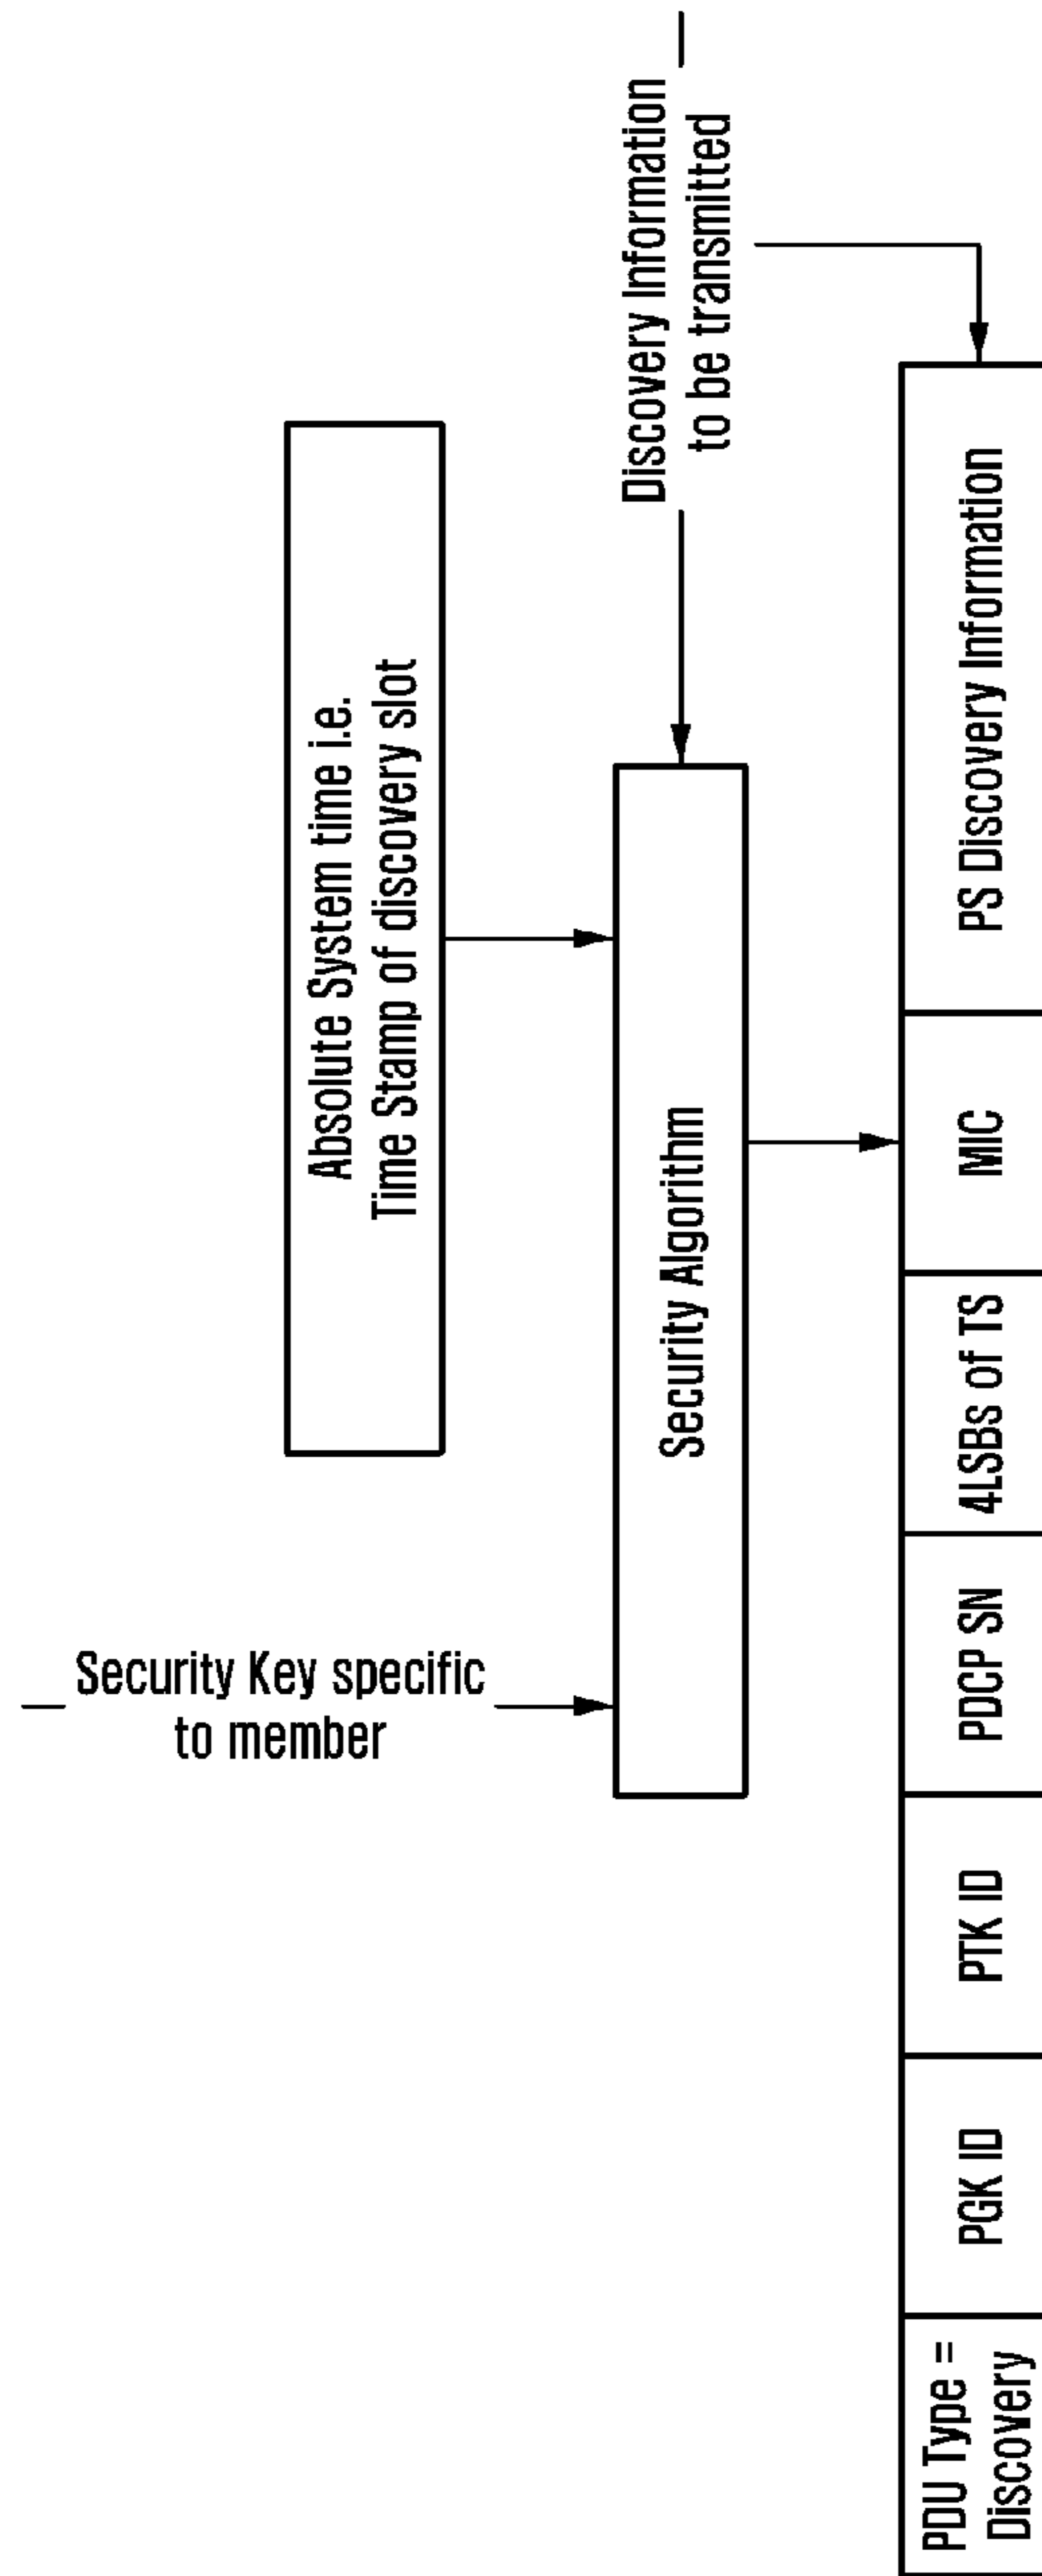 Security Key specific
to member
Absolute System time i.e.
Time Stamp of discovery slot
Discovery Information
to be transmitted
Security Algorithm
PDU Type =
Discovery
PGK ID
PTK ID
PDCP SN
4LSBs of TS
MIC
PS Discovery Information